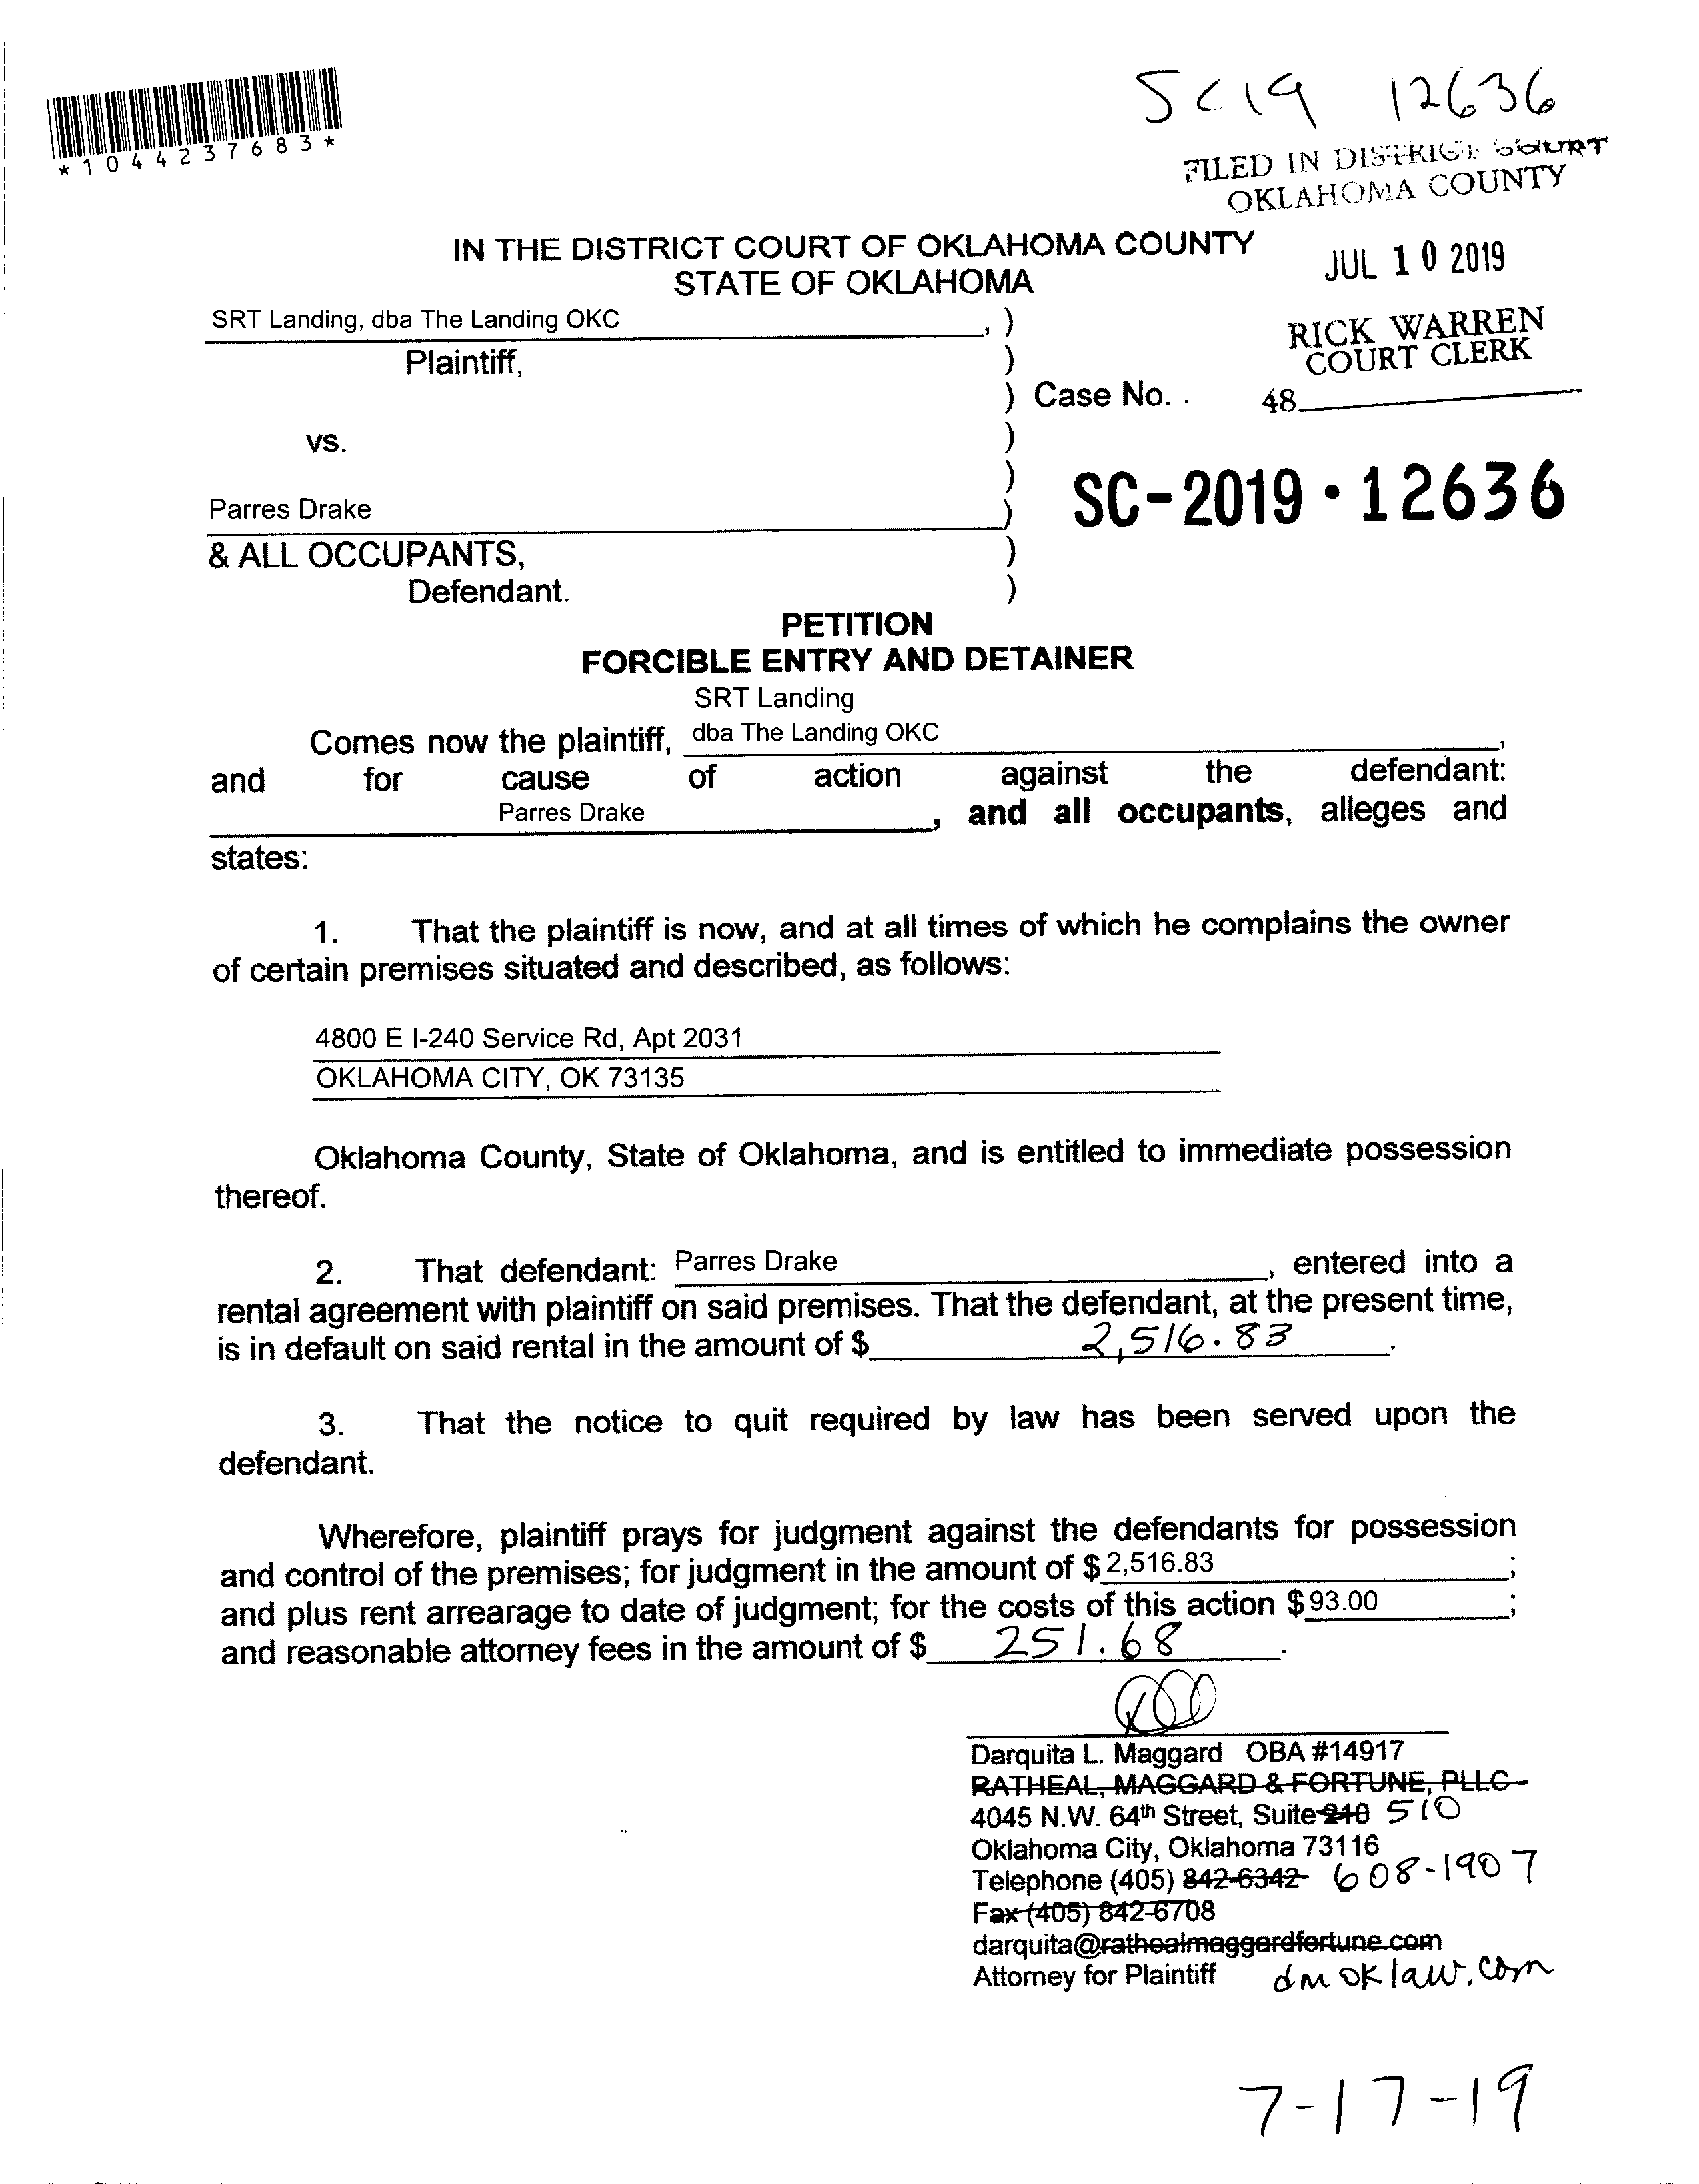 SC19 12636
*1044237683*
FILED IN DISTRICT COURT
OKLAHOMA COUNTY
IN THE DISTRICT COURT OF OKLAHOMA COUNTY
STATE OF OKLAHOMA
JUL 10 2019
SRT Landing, dba The Landing OKC, )
RICK WARREN
COURT CLERK
Plaintiff, )
) Case No. . 48
vs. )
)
SC-2019-12636
Parres Drake )
& ALL OCCUPANTS, )
Defendant. )
PETITION
FORCIBLE ENTRY AND DETAINER
SRT Landing
Comes now the plaintiff, dba The Landing OKC,
and for cause of action against the defendant:
Parres Drake, and all occupants, alleges and
states:
1. That the plaintiff is now, and at all times of which he complains the owner
of certain premises situated and described, as follows:
4800 E I-240 Service Rd, Apt 2031
OKLAHOMA CITY, OK 73135
Oklahoma County, State of Oklahoma, and is entitled to immediate possession
thereof.
2. That defendant: Parres Drake, entered into a
rental agreement with plaintiff on said premises. That the defendant, at the present time,
is in default on said rental in the amount of $ 2,516.83.
3. That the notice to quit required by law has been served upon the
defendant.
Wherefore, plaintiff prays for judgment against the defendants for possession
and control of the premises; for judgment in the amount of $2,516.83;
and plus rent arrearage to date of judgment; for the costs of this action $93.00;
and reasonable attorney fees in the amount of $ 251.68.
Darquita L. Maggard OBA #14917
RATHEAL, MAGGARD & FORTUNE, PLLC
4045 N.W. 64th Street, Suite 210 510
Oklahoma City, Oklahoma 73116
Telephone (405) 842-6342 608-1907
Fax (405) 842-6708
darquita@rathealmaggardfortune.com
Attorney for Plaintiff dmoklaw.com
7-17-19